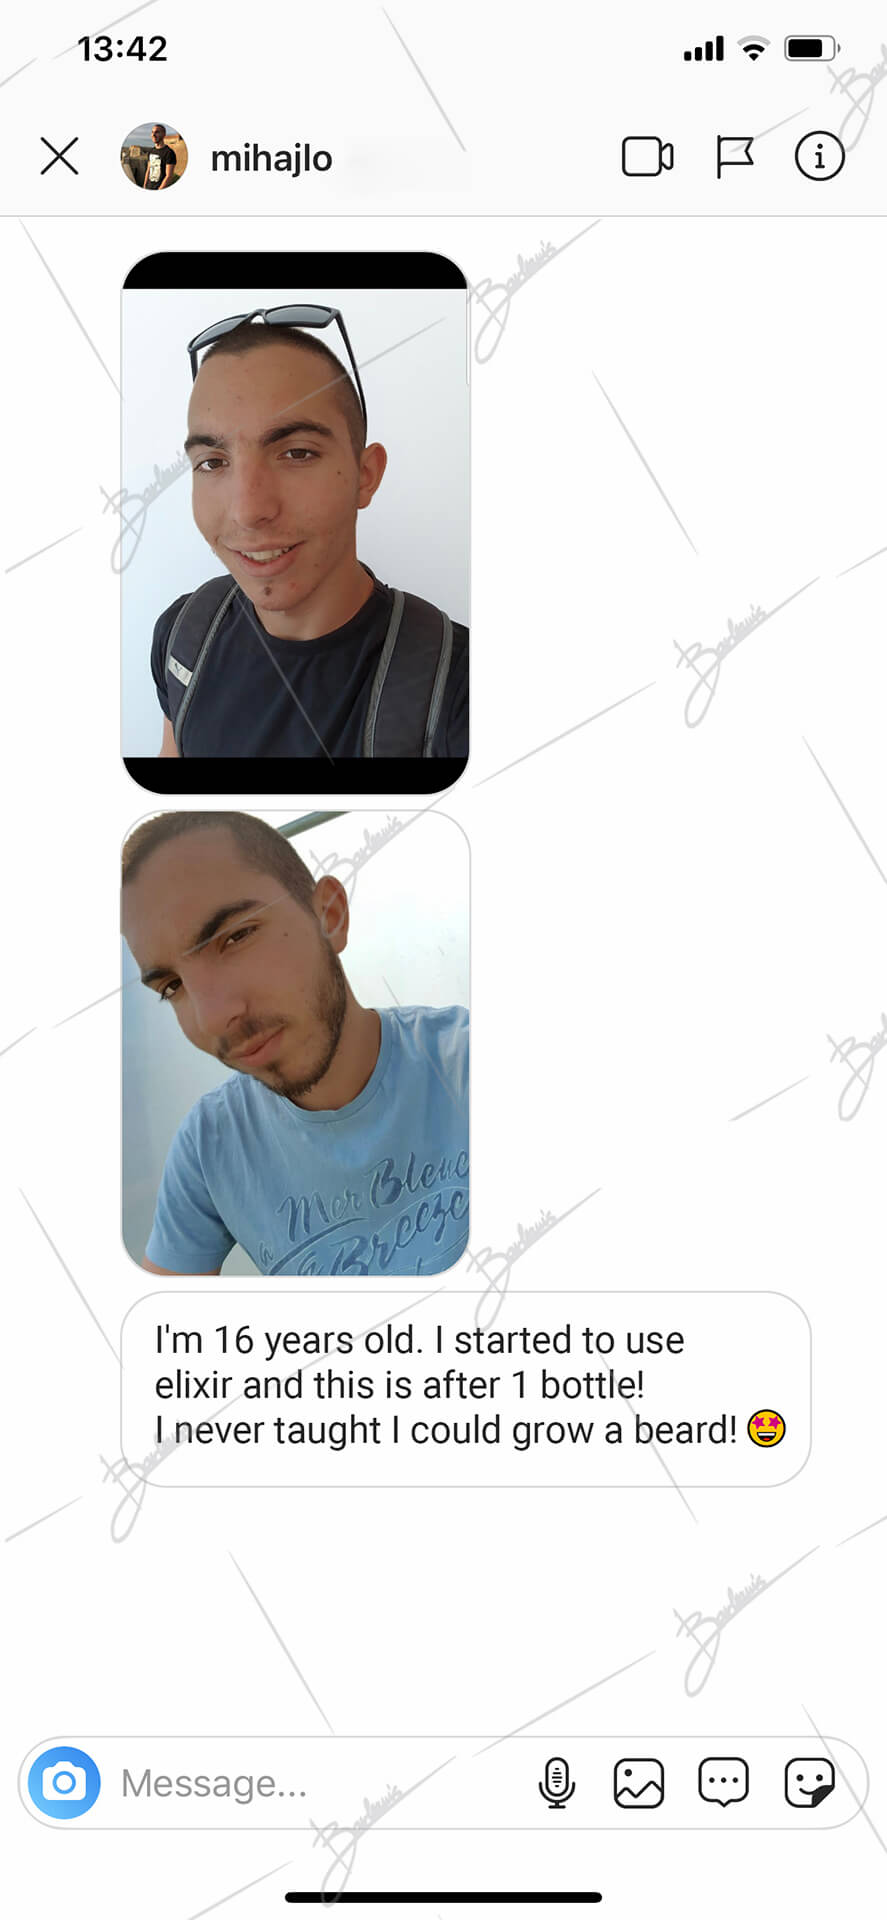 13:42
mihajlo
Mer Bleue
Breeze
I'm 16 years old. I started to use
elixir and this is after 1 bottle!
I never taught I could grow a beard! 🤩
Message...